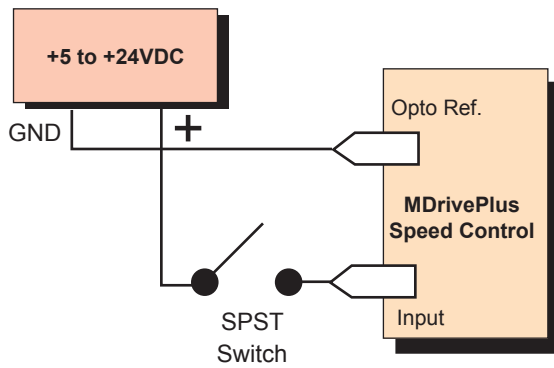 +5 to +24VDC
GND
+
Opto Ref.
MDrivePlus
Speed Control
SPST
Switch
Input